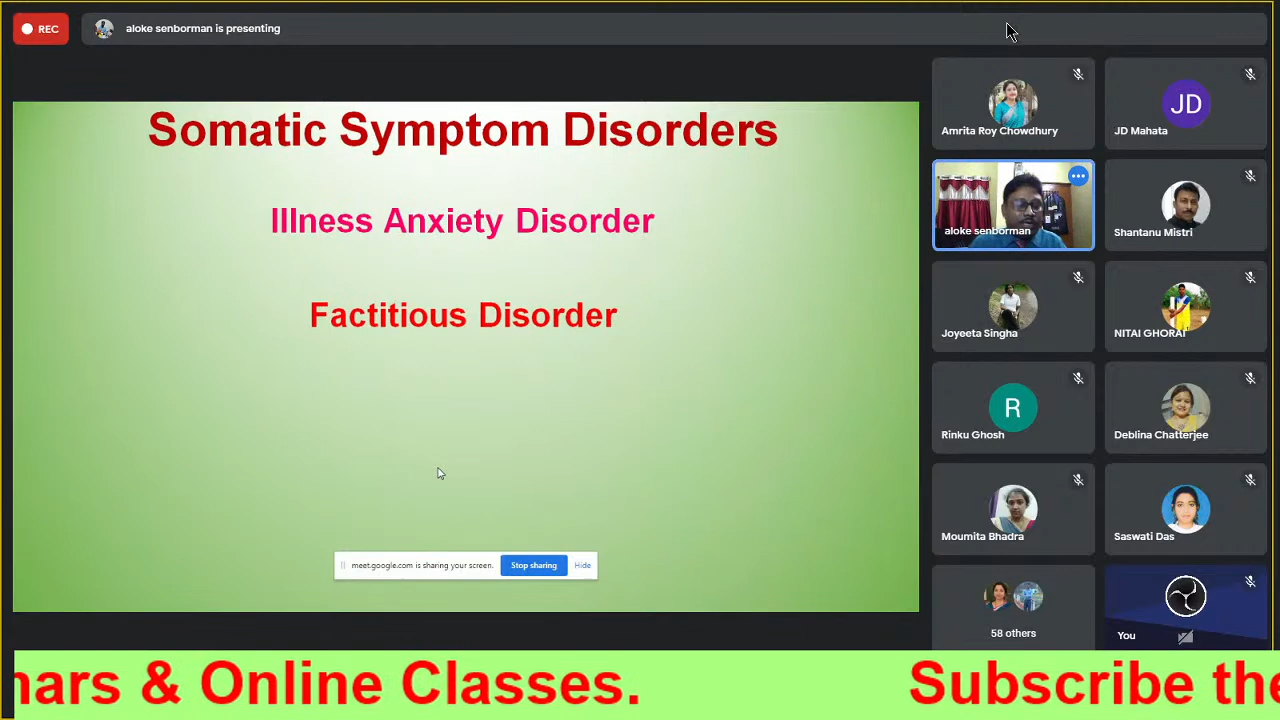 REC
aloke senborman is presenting
Somatic Symptom Disorders
Illness Anxiety Disorder
Factitious Disorder
meet.google.com is sharing your screen.
Stop sharing
Hide
Amrita Roy Chowdhury
JD
JD Mahata
aloke senborman
Shantanu Mistri
Joyeeta Singha
NITAI GHORAI
R
Rinku Ghosh
Deblina Chatterjee
Moumita Bhadra
Saswati Das
58 others
You
nars & Online Classes.
Subscribe the